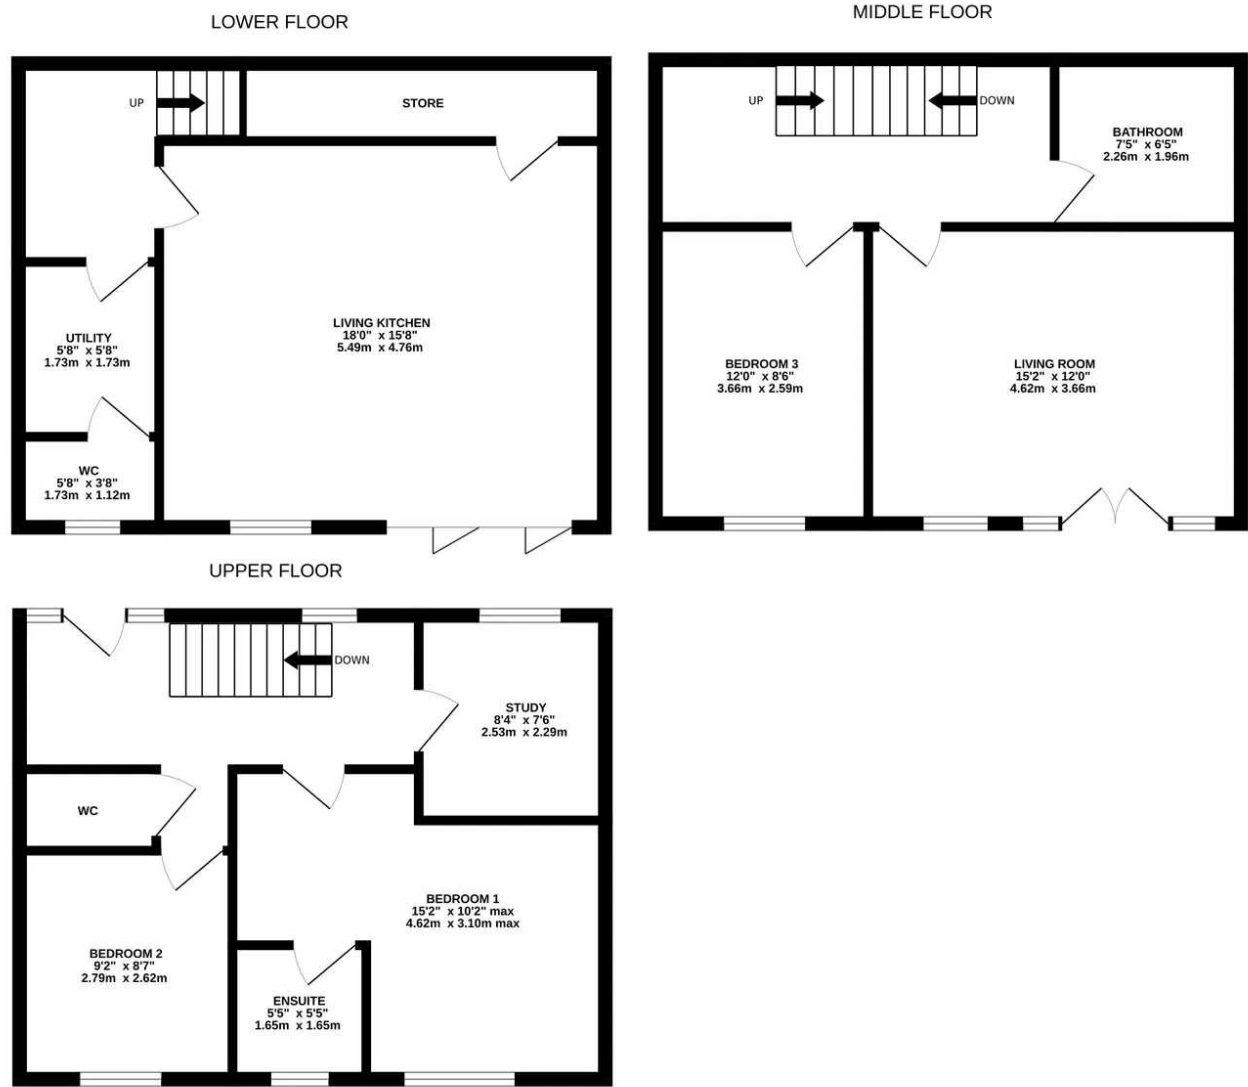 LOWER FLOOR
UP
STORE
LIVING KITCHEN
18'0" x 15'8"
5.49m x 4.76m
UTILITY
5'8" x 5'8"
1.73m x 1.73m
WC
5'8" x 3'8"
1.73m x 1.12m
MIDDLE FLOOR
UP
DOWN
BATHROOM
7'5" x 6'5"
2.26m x 1.96m
BEDROOM 3
12'0" x 8'6"
3.66m x 2.59m
LIVING ROOM
15'2" x 12'0"
4.62m x 3.66m
UPPER FLOOR
DOWN
STUDY
8'4" x 7'6"
2.53m x 2.29m
WC
BEDROOM 1
15'2" x 10'2" max
4.62m x 3.10m max
BEDROOM 2
9'2" x 8'7"
2.79m x 2.62m
ENSUITE
5'5" x 5'5"
1.65m x 1.65m